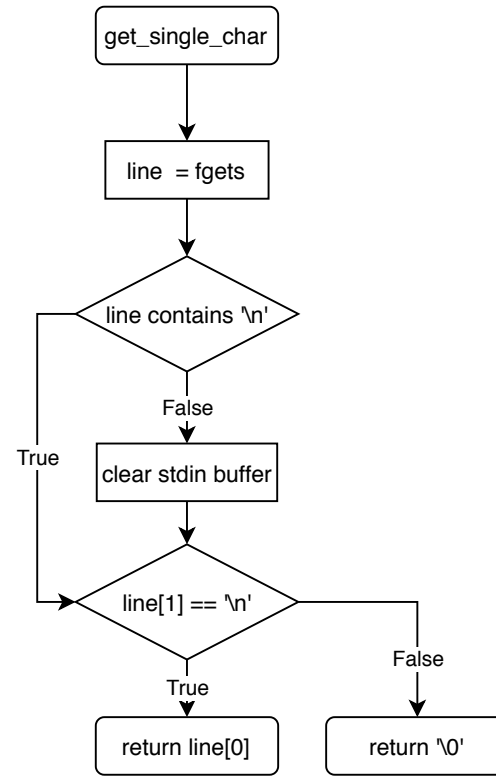 get_single_char
line = fgets
line contains '\n'
False
True
clear stdin buffer
line[1] == '\n'
False
True
return line[0]
return '\0'